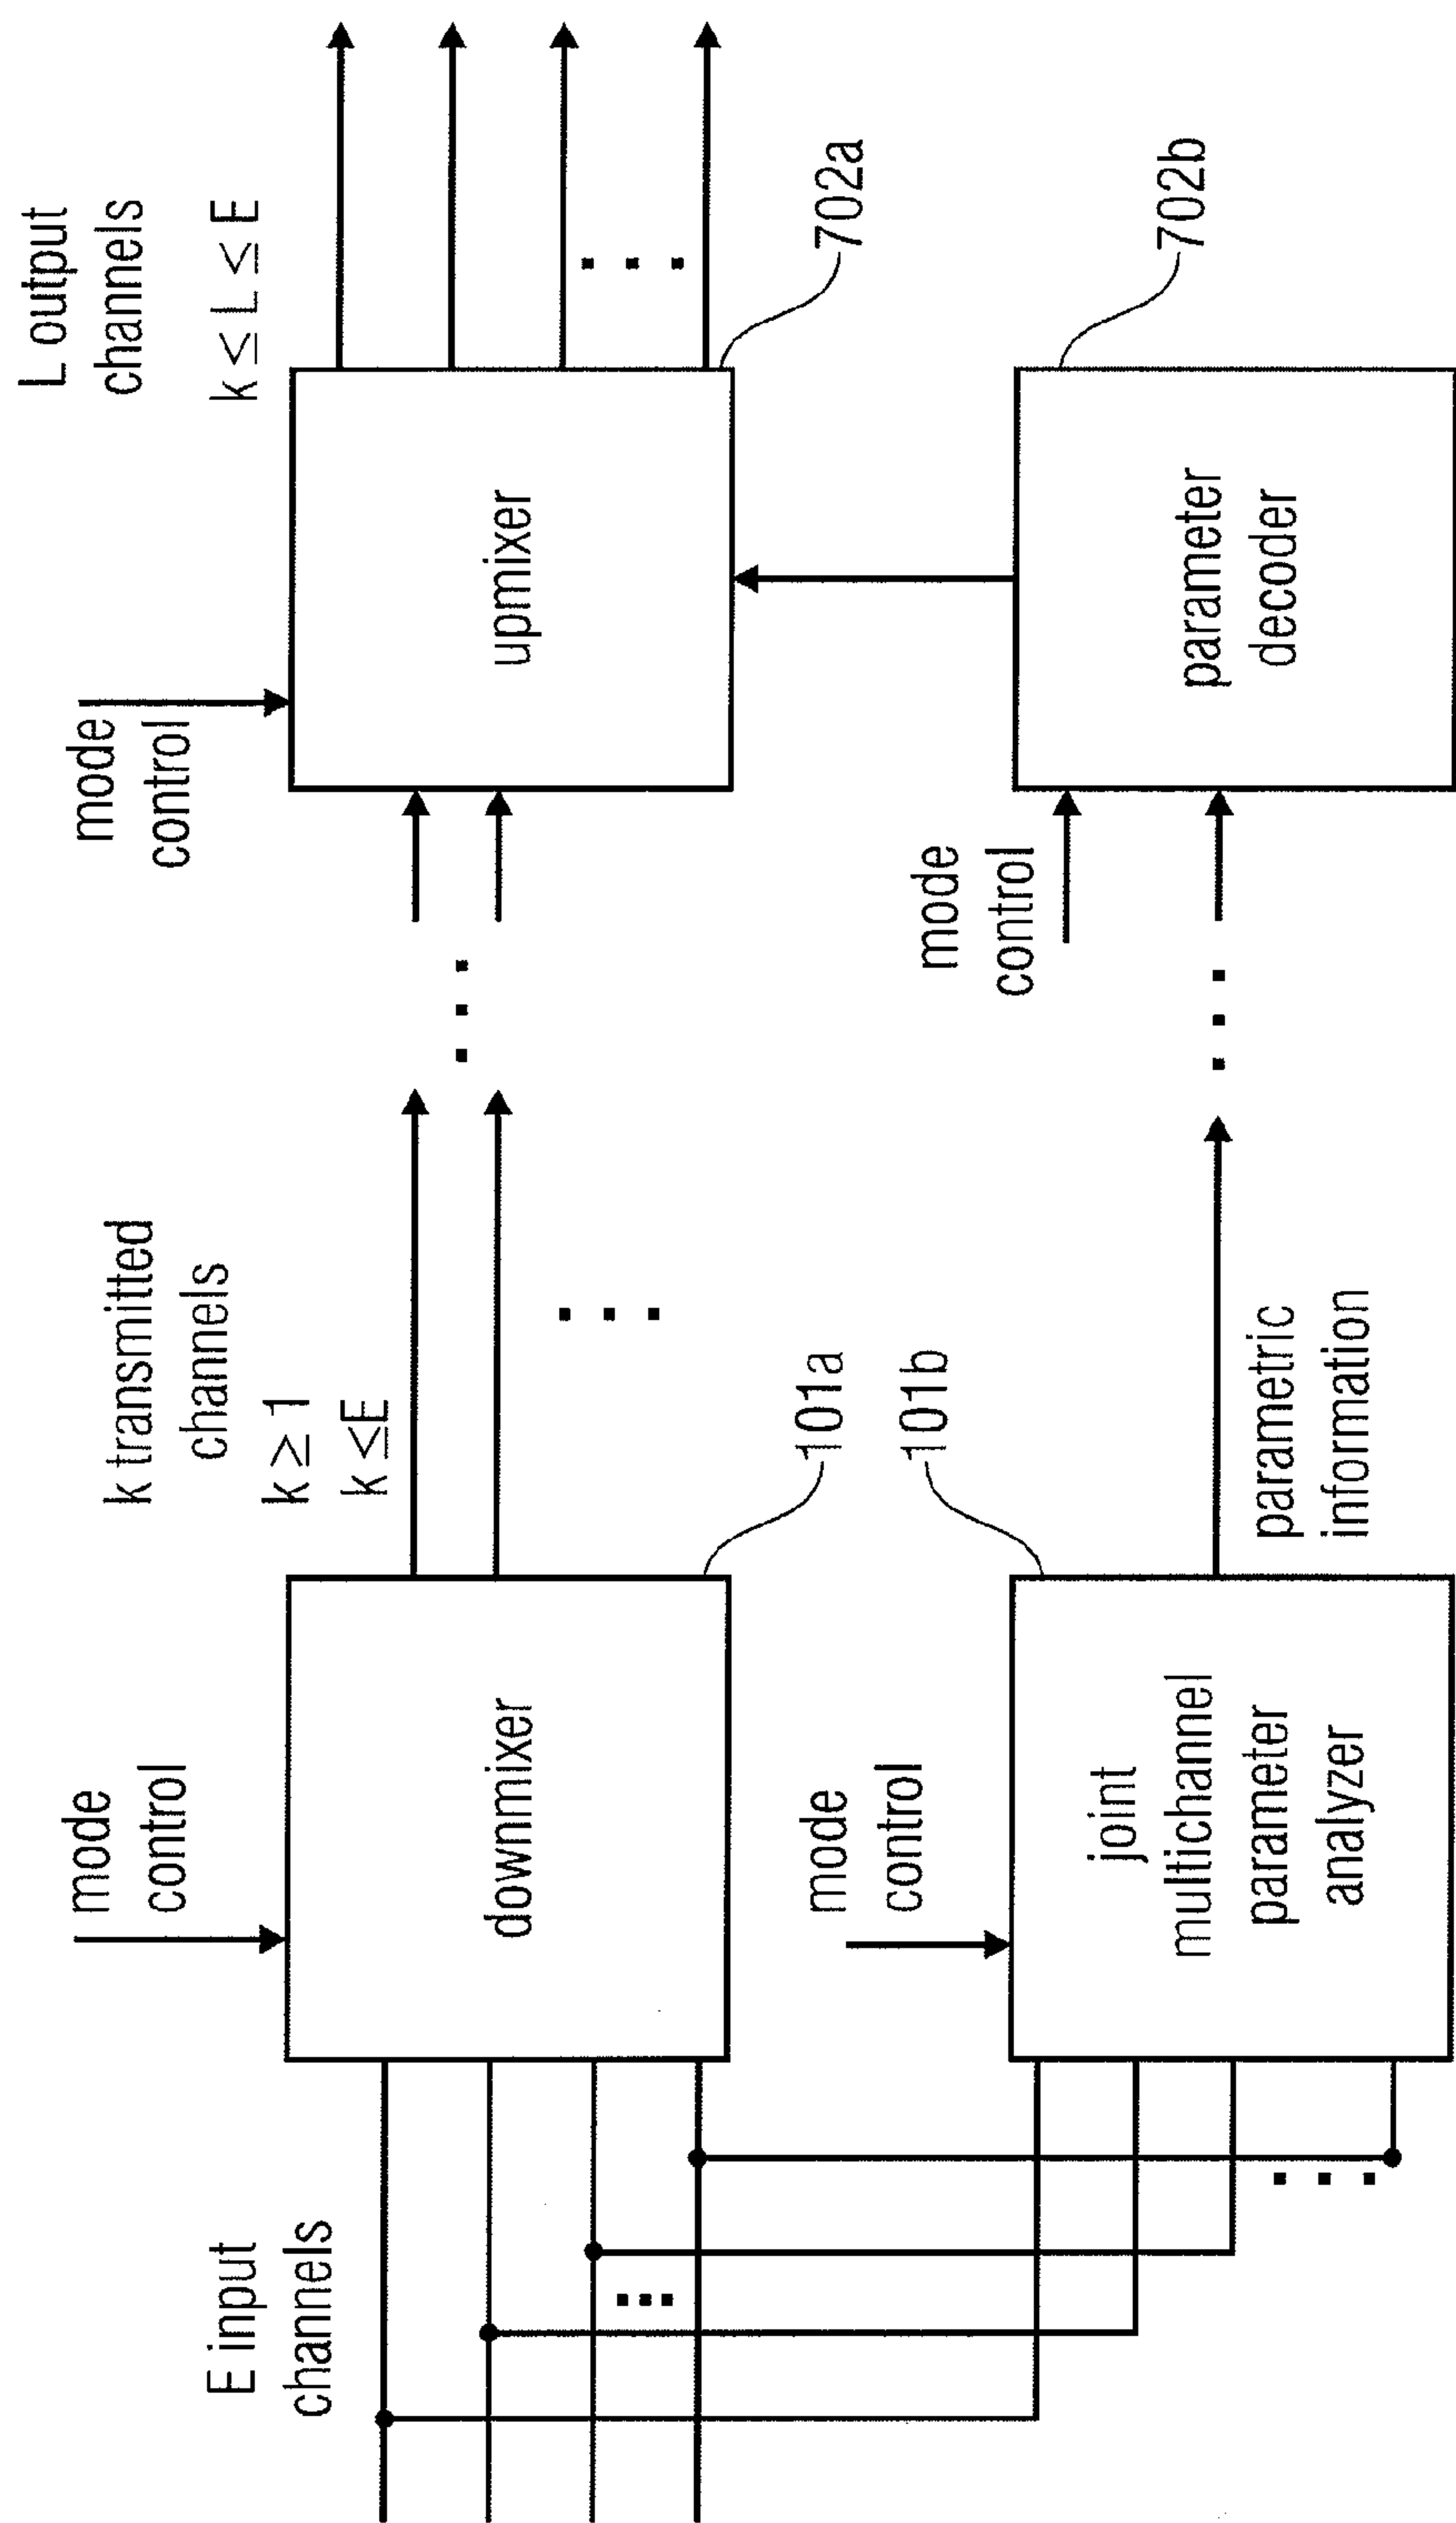 E input
channels
mode
control
downmixer
101a
k transmitted
channels
k ≥ 1
k ≤E
mode
control
upmixer
702a
L output
channels
k ≤ L ≤ E
mode
control
joint
multichannel
parameter
analyzer
101b
parametric
information
mode
control
parameter
decoder
702b